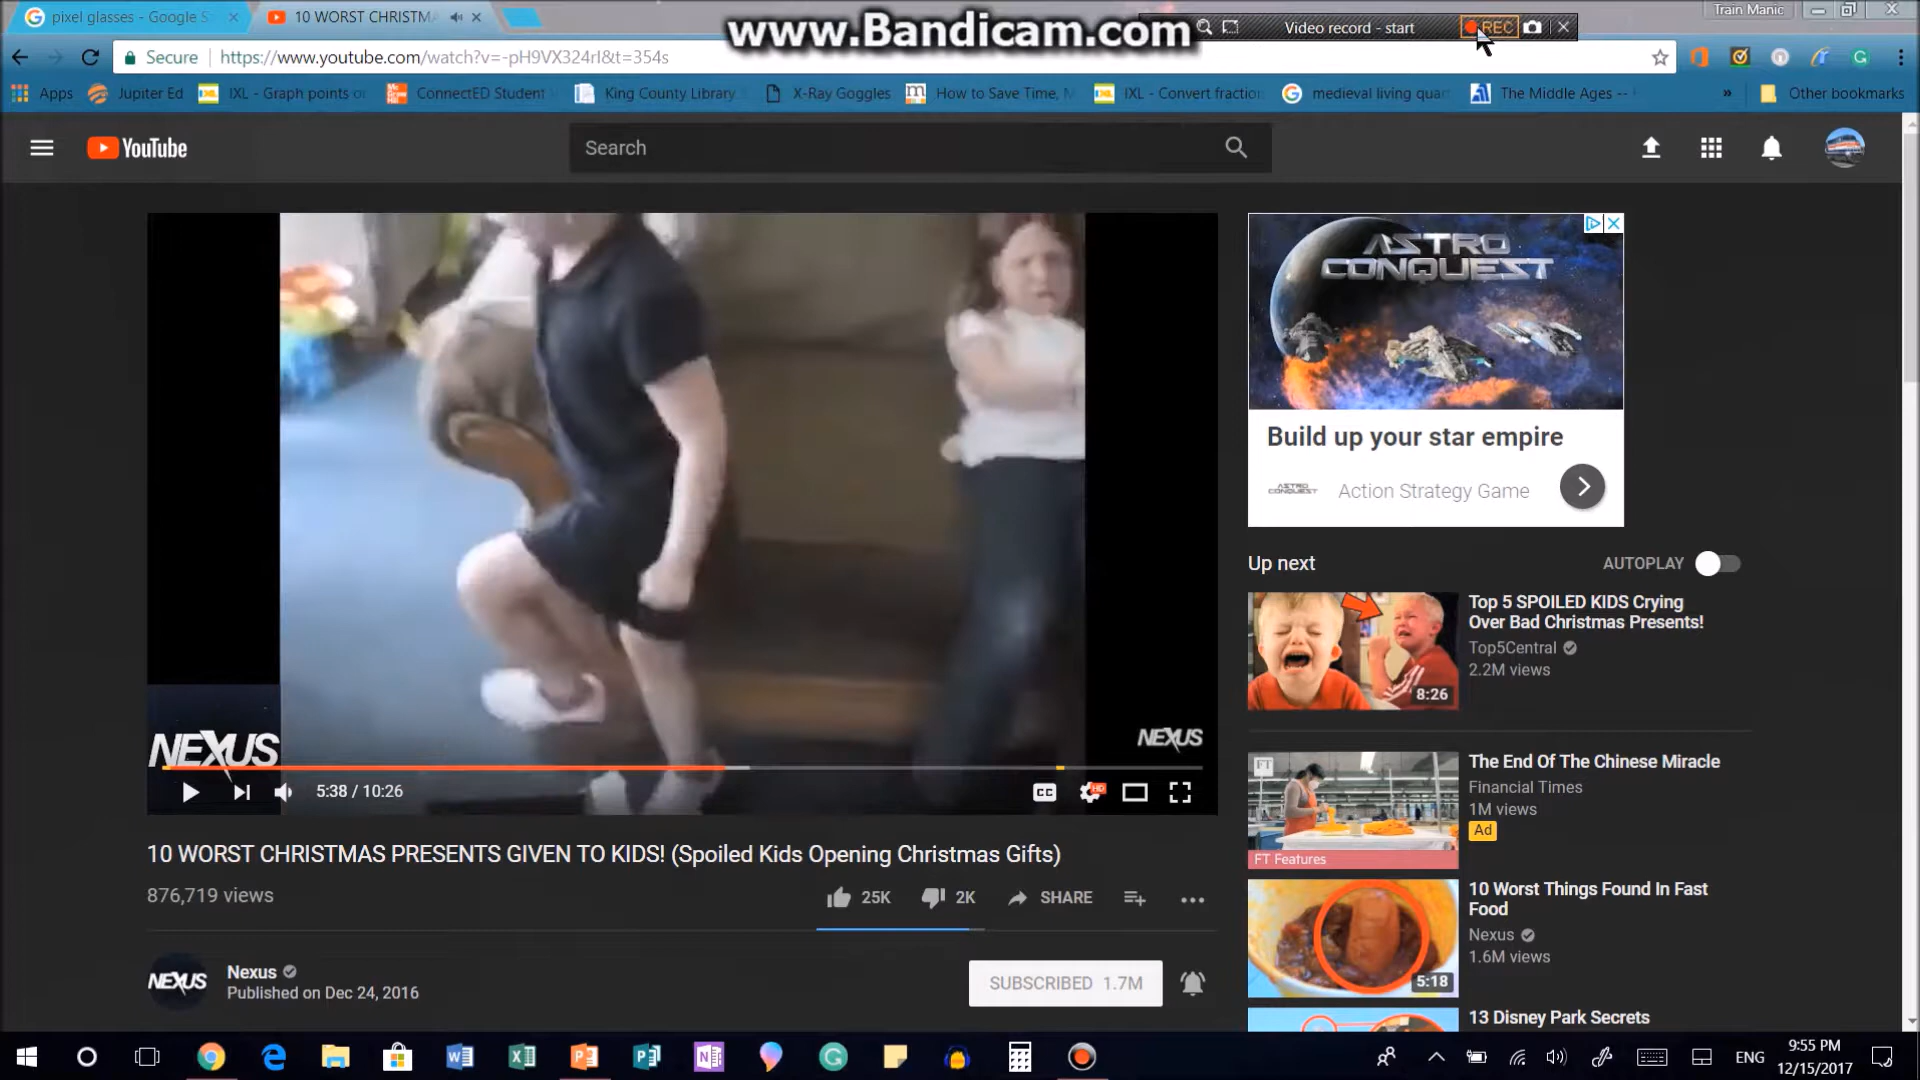 pixel glasses - Google S
10 WORST CHRISTMA
www.Bandicam.com
Video record - start
REC
Train Manic
Secure
https://www.youtube.com/watch?v=-pH9VX324rI&t=354s
Apps
Jupiter Ed
IXL - Graph points o
ConnectED Student
King County Library
X-Ray Goggles
How to Save Time, M
IXL - Convert fraction
medieval living quar
The Middle Ages --
»
Other bookmarks
YouTube
Search
ASTRO
CONQUEST
Build up your star empire
ASTRO
CONQUEST
Action Strategy Game
Up next
AUTOPLAY
Top 5 SPOILED KIDS Crying
Over Bad Christmas Presents!
Top5Central
2.2M views
8:26
NEXUS
NEXUS
5:38 / 10:26
CC
HD
The End Of The Chinese Miracle
Financial Times
1M views
Ad
FT
FT Features
10 WORST CHRISTMAS PRESENTS GIVEN TO KIDS! (Spoiled Kids Opening Christmas Gifts)
876,719 views
25K
2K
SHARE
10 Worst Things Found In Fast
Food
Nexus
1.6M views
5:18
NEXUS
Nexus
Published on Dec 24, 2016
SUBSCRIBED 1.7M
13 Disney Park Secrets
ENG
9:55 PM
12/15/2017